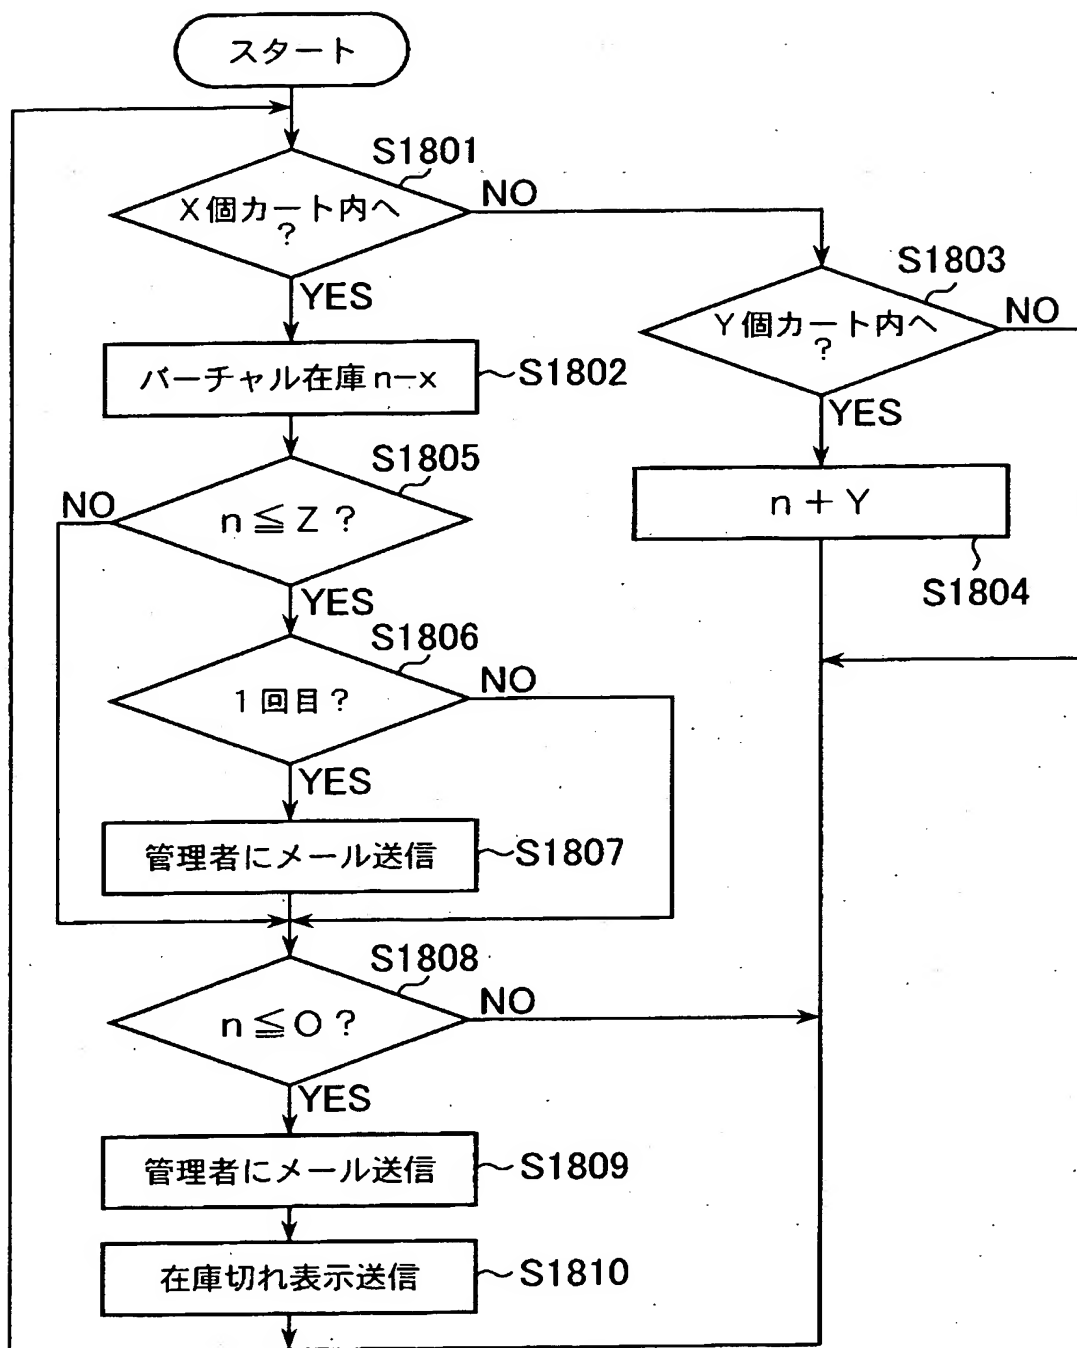 スタート
S1801
X個カート内へ
?
NO
YES
S1803
Y個カート内へ
?
NO
YES
バーチャル在庫n-x
S1802
n+Y
S1804
S1805
n≦Z?
NO
YES
S1806
1回目?
NO
YES
管理者にメール送信
S1807
S1808
n≦O?
NO
YES
管理者にメール送信
S1809
在庫切れ表示送信
S1810